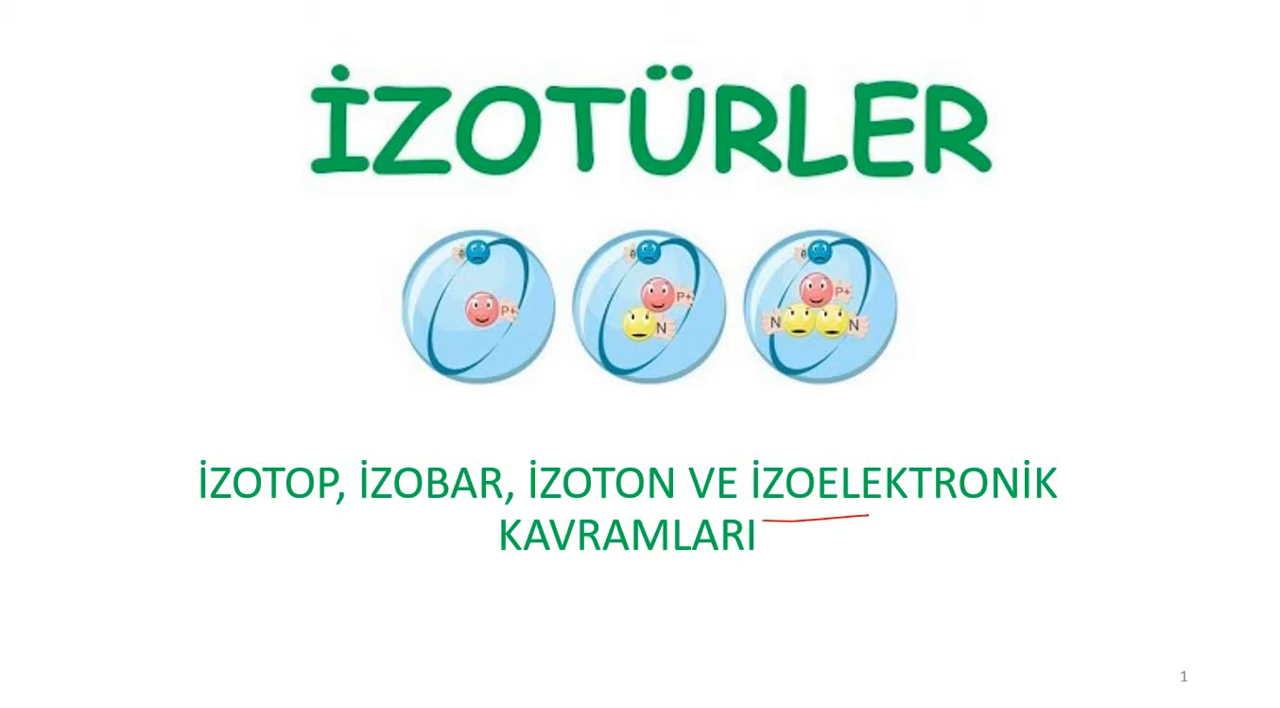 İZOTÜRLER
e P+
e P+ N
e P+ N N
İZOTOP, İZOBAR, İZOTON VE İZOELEKTRONİK
KAVRAMLARI
1